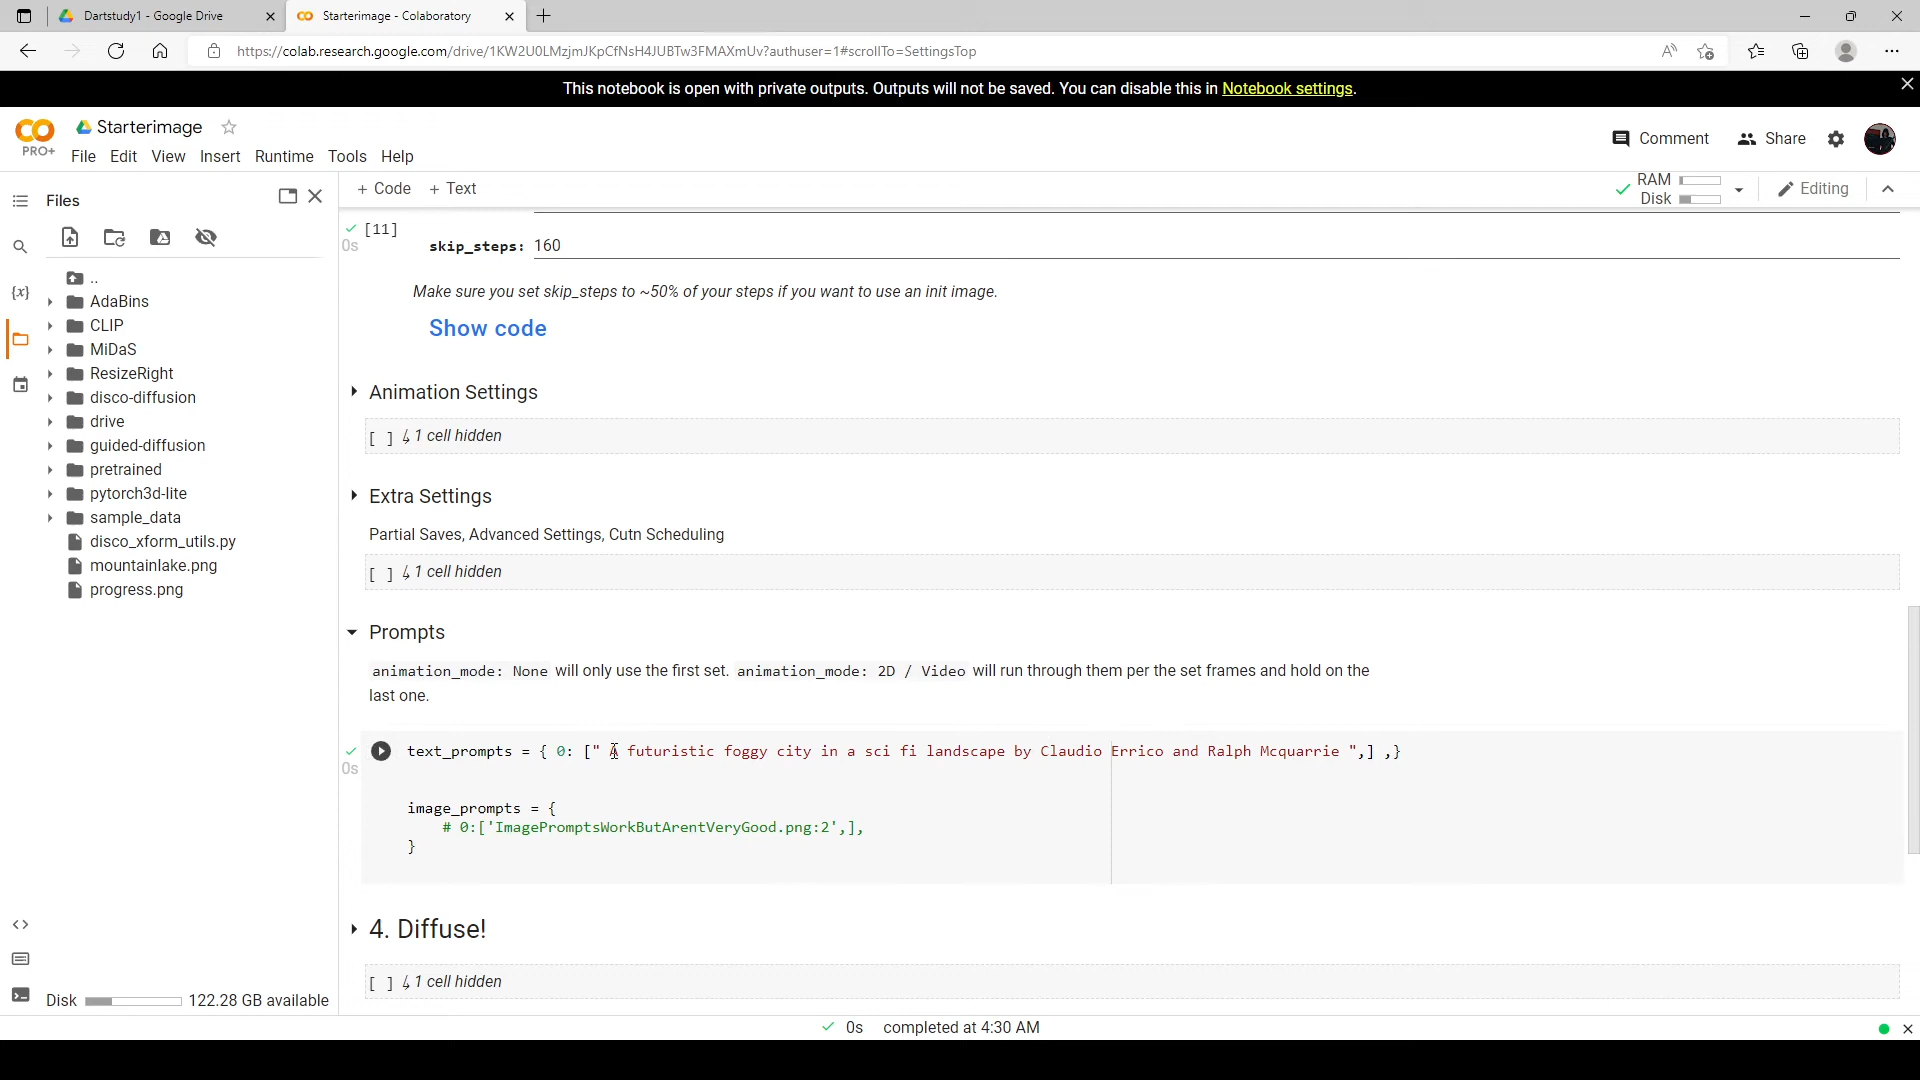 Dartstudy1 - Google Drive
Starterimage - Colaboratory
https://colab.research.google.com/drive/1KW2U0LMzjmJKpCfNsH4JUBTw3FMAXmUv?authuser=1#scrollTo=SettingsTop
This notebook is open with private outputs. Outputs will not be saved. You can disable this in Notebook settings.
PRO+
Starterimage
File Edit View Insert Runtime Tools Help
Comment
Share
Files
+ Code + Text
RAM
Disk
Editing
..
AdaBins
CLIP
MiDaS
ResizeRight
disco-diffusion
drive
guided-diffusion
pretrained
pytorch3d-lite
sample_data
disco_xform_utils.py
mountainlake.png
progress.png
Disk 122.28 GB available
[11]
0s
skip_steps: 160
Make sure you set skip_steps to ~50% of your steps if you want to use an init image.
Show code
Animation Settings
[ ] ↳ 1 cell hidden
Extra Settings
Partial Saves, Advanced Settings, Cutn Scheduling
[ ] ↳ 1 cell hidden
Prompts
animation_mode: None will only use the first set. animation_mode: 2D / Video will run through them per the set frames and hold on the
last one.
text_prompts = { 0: [" A futuristic foggy city in a sci fi landscape by Claudio Errico and Ralph Mcquarrie ",] ,}
0s
image_prompts = {
# 0:['ImagePromptsWorkButArentVeryGood.png:2',],
}
4. Diffuse!
[ ] ↳ 1 cell hidden
0s completed at 4:30 AM